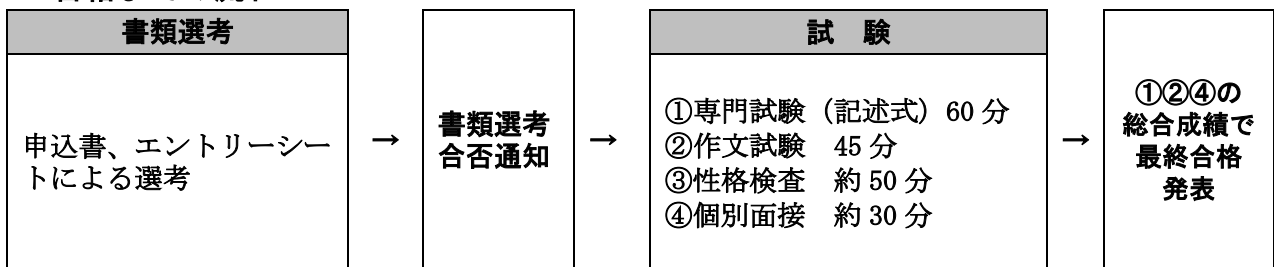 書類選考
申込書、エントリーシー
トによる選考
→
書類選考
合否通知
→
試　験
①専門試験（記述式）60 分
②作文試験　45 分
③性格検査　約 50 分
④個別面接　約 30 分
→
①②④の
総合成績で
最終合格
発表